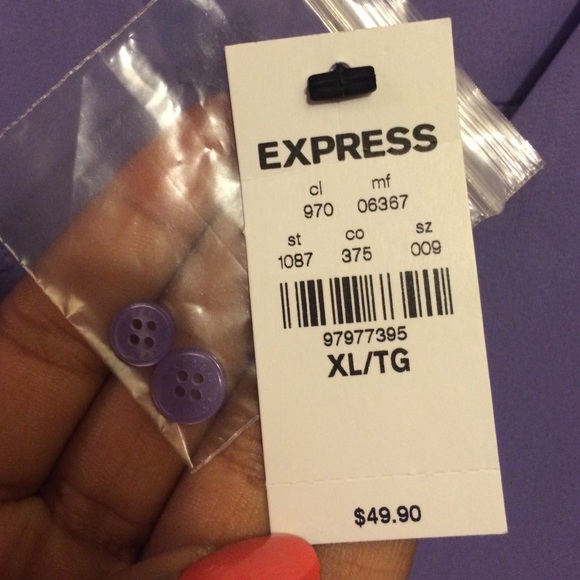 EXPRESS
cl mf
970 06367
st co sz
1087 375 009
97977395
XL/TG
$49.90